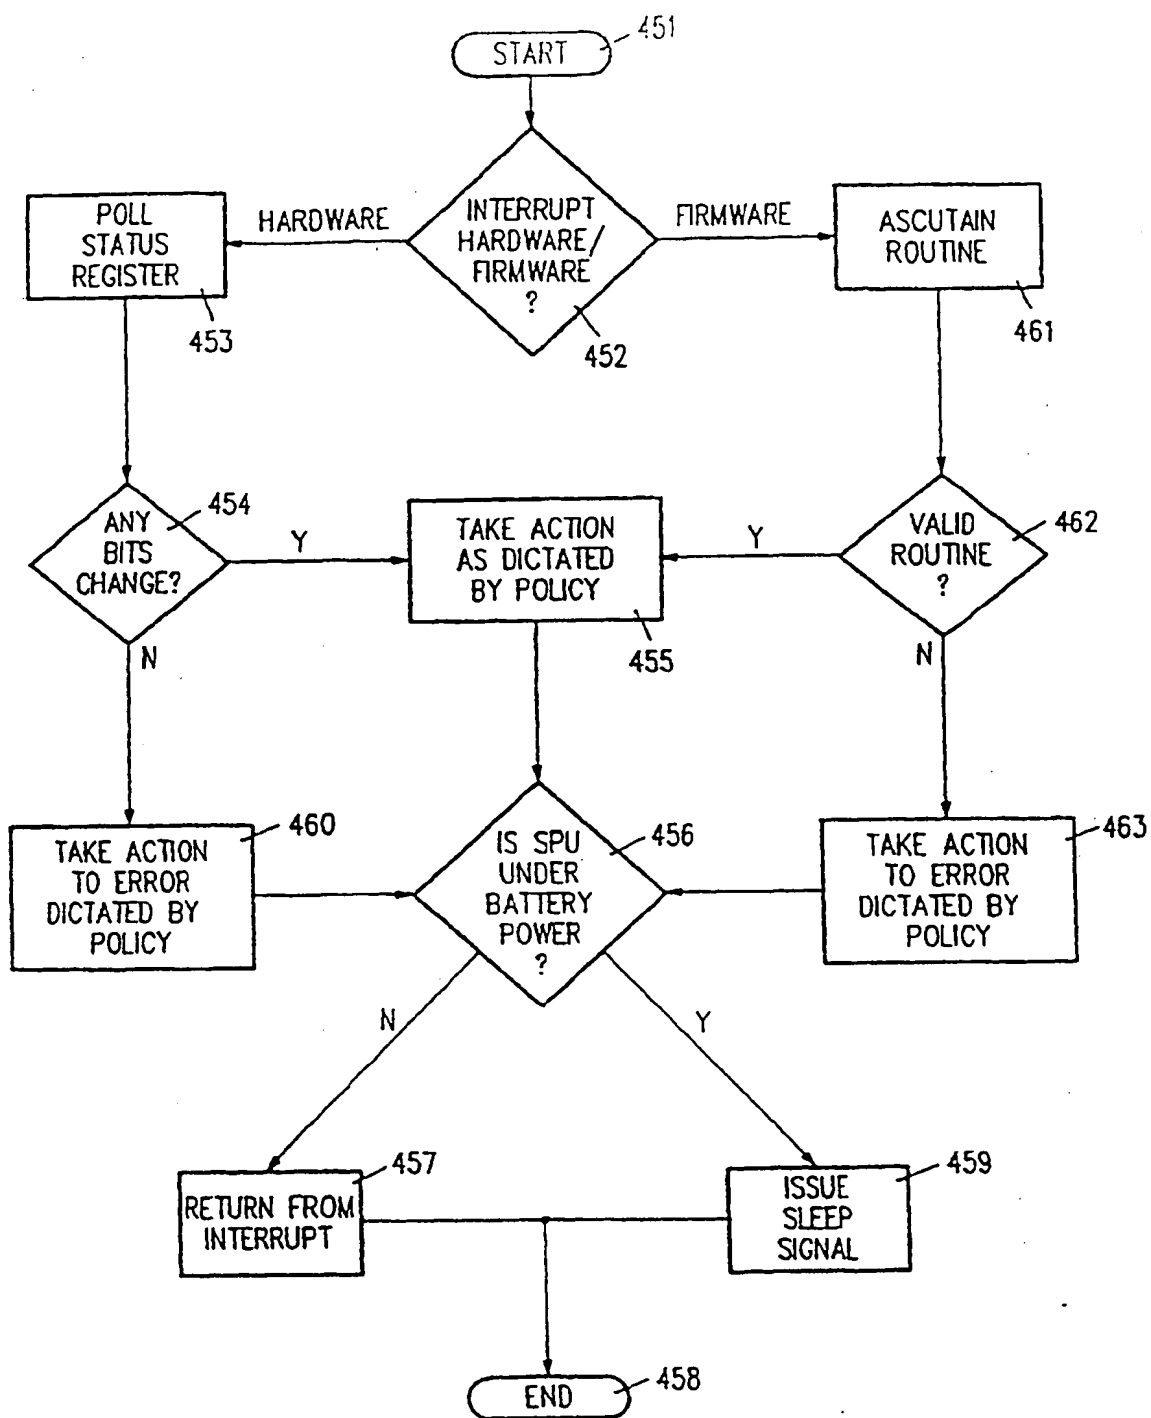 START
451
INTERRUPT
HARDWARE/
FIRMWARE
?
452
HARDWARE
FIRMWARE
POLL
STATUS
REGISTER
453
ASCUTAIN
ROUTINE
461
ANY
BITS
CHANGE?
454
Y
N
TAKE ACTION
AS DICTATED
BY POLICY
455
VALID
ROUTINE
?
462
Y
N
TAKE ACTION
TO ERROR
DICTATED BY
POLICY
460
IS SPU
UNDER
BATTERY
POWER
?
456
TAKE ACTION
TO ERROR
DICTATED BY
POLICY
463
N
Y
RETURN FROM
INTERRUPT
457
ISSUE
SLEEP
SIGNAL
459
END
458